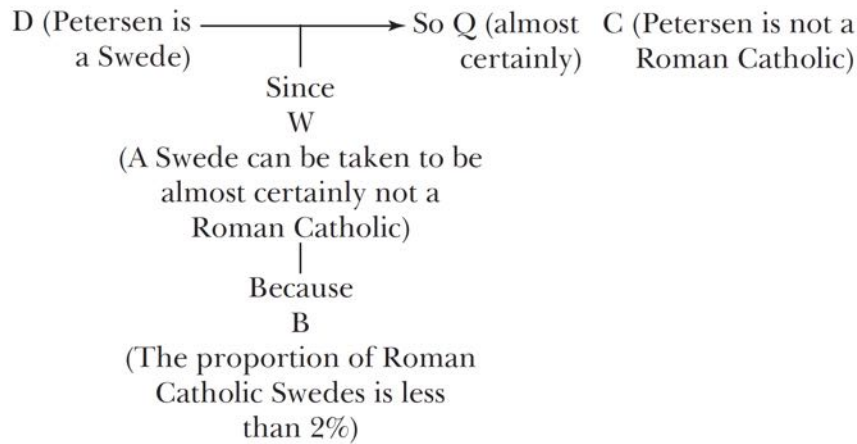 D (Petersen is
a Swede)
So Q (almost
certainly)
C (Petersen is not a
Roman Catholic)
Since
W
(A Swede can be taken to be
almost certainly not a
Roman Catholic)
Because
B
(The proportion of Roman
Catholic Swedes is less
than 2%)